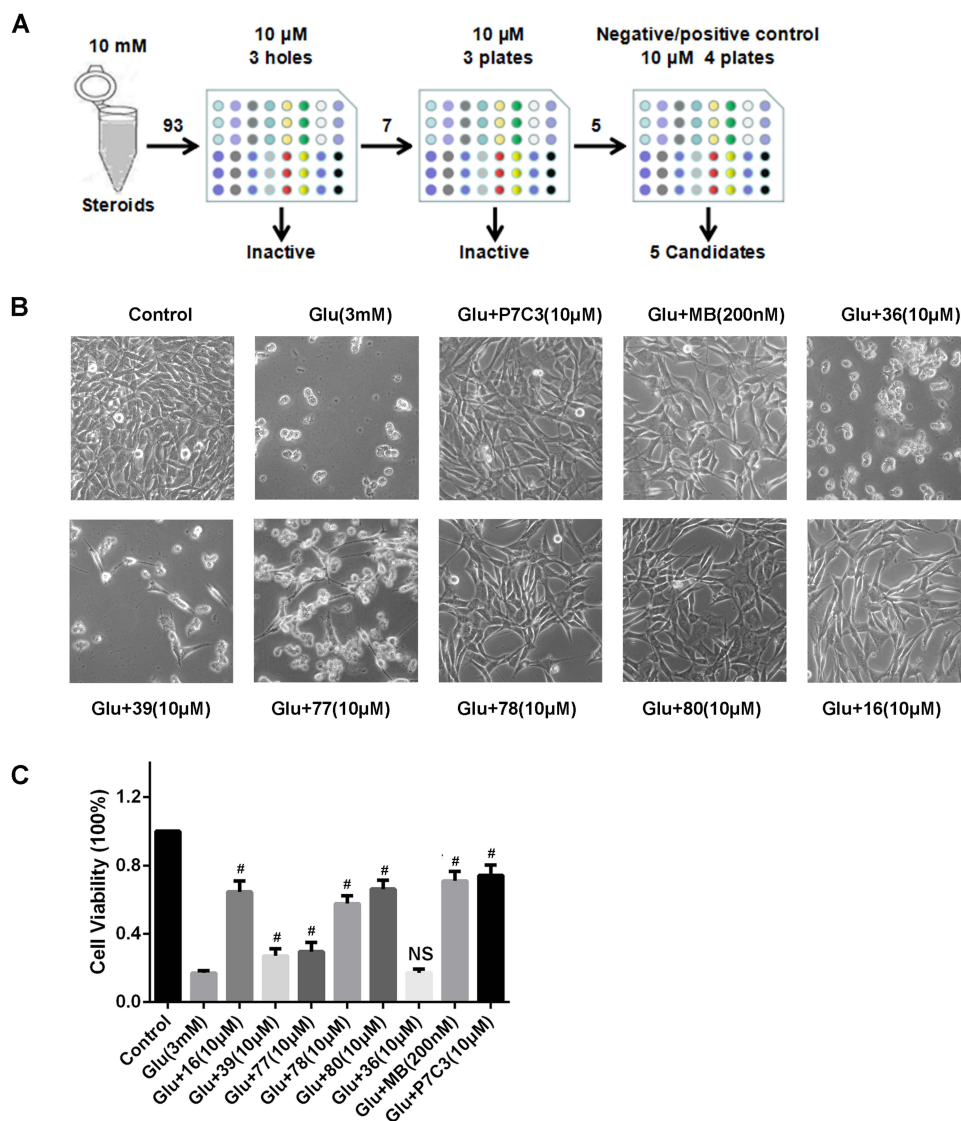 A
10 mM
Steroids
93
10 µM
3 holes
Inactive
7
10 µM
3 plates
Inactive
5
Negative/positive control
10 µM 4 plates
5 Candidates
B
Control
Glu(3mM)
Glu+P7C3(10µM)
Glu+MB(200nM)
Glu+36(10µM)
Glu+39(10µM)
Glu+77(10µM)
Glu+78(10µM)
Glu+80(10µM)
Glu+16(10µM)
C
Cell Viability (100%)
1.2
0.8
0.4
0.0
#
#
#
#
#
NS
#
#
Control
Glu(3mM)
Glu+16(10µM)
Glu+39(10µM)
Glu+77(10µM)
Glu+78(10µM)
Glu+80(10µM)
Glu+36(10µM)
Glu+MB(200nM)
Glu+P7C3(10µM)